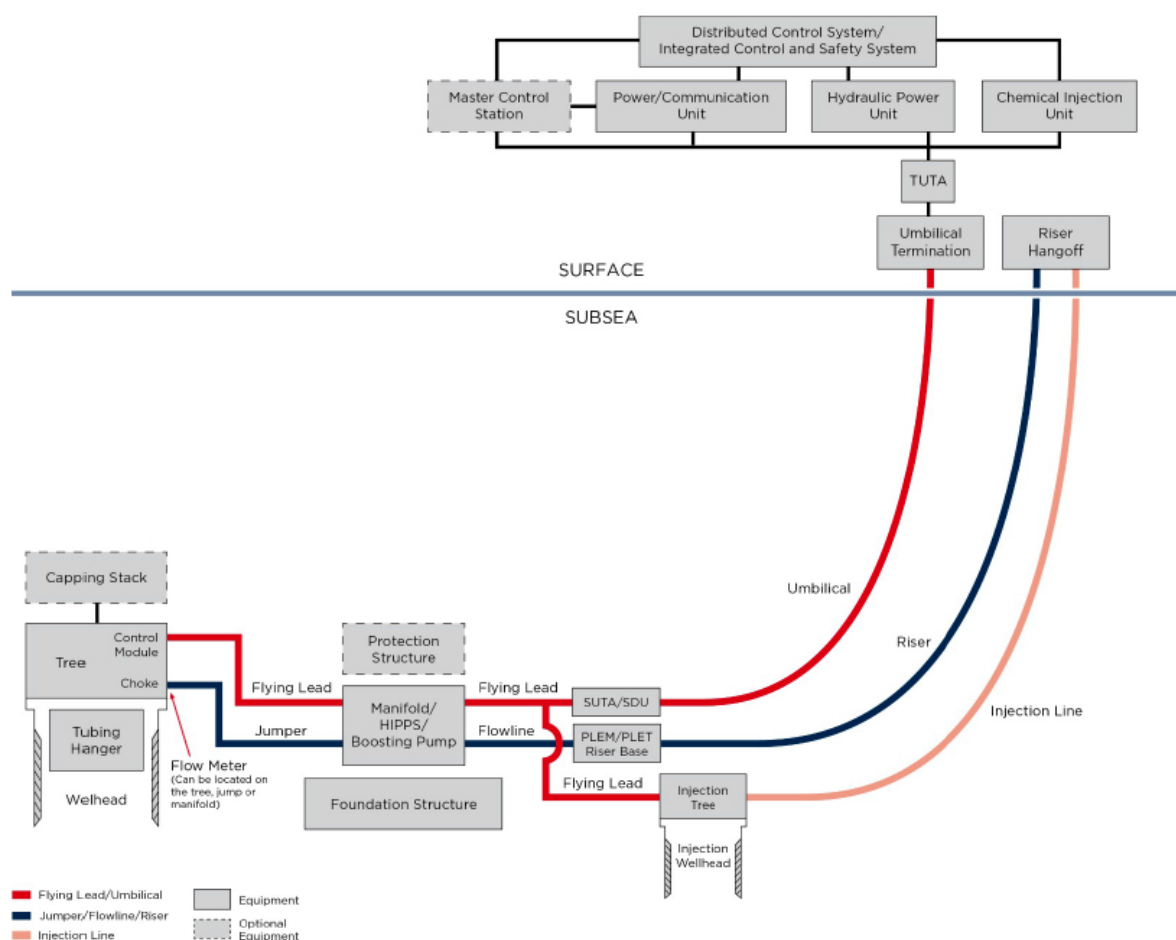 Distributed Control System/
Integrated Control and Safety System
Master Control
Station
Power/Communication
Unit
Hydraulic Power
Unit
Chemical Injection
Unit
TUTA
Umbilical
Termination
Riser
Hangoff
SURFACE
SUBSEA
Capping Stack
Tree
Control
Module
Choke
Tubing
Hanger
Welhead
Flow Meter
(Can be located on
the tree, jump or
manifold)
Flying Lead
Jumper
Protection
Structure
Manifold/
HIPPS/
Boosting Pump
Foundation Structure
Flying Lead
Flowline
Flying Lead
SUTA/SDU
PLEM/PLET
Riser Base
Injection
Tree
Injection
Wellhead
Umbilical
Riser
Injection Line
Flying Lead/Umbilical
Jumper/Flowline/Riser
Injection Line
Equipment
Optional
Equipment